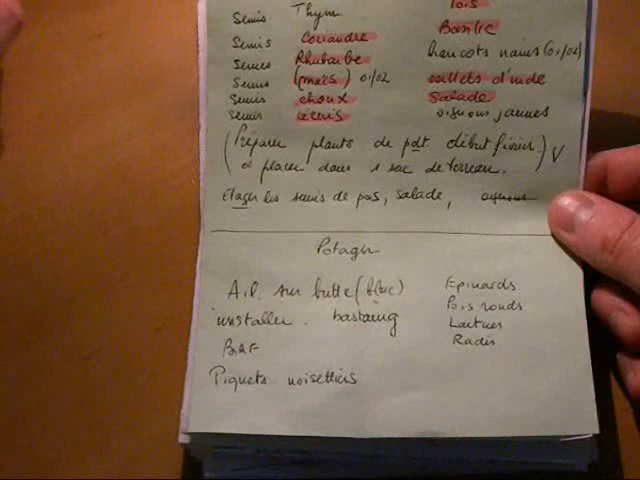 Semis Thym Pois
Semis Coriandre Basilic
Semis Rhubarbe haricots nains (01/02)
Semis (maïs) 01/02 œillets d'inde
Semis choux Salade
Semis céleris oignons jaunes
(Préparer plants de pdt début février.) V
à placer dans 1 sac de terreau.
Etager les semis de pois, salade,
Potager
Ail sur butte (blanc) Epinards
installer bastaing Pois ronds
BRF Laitues
Radis
Piquets noisetiers